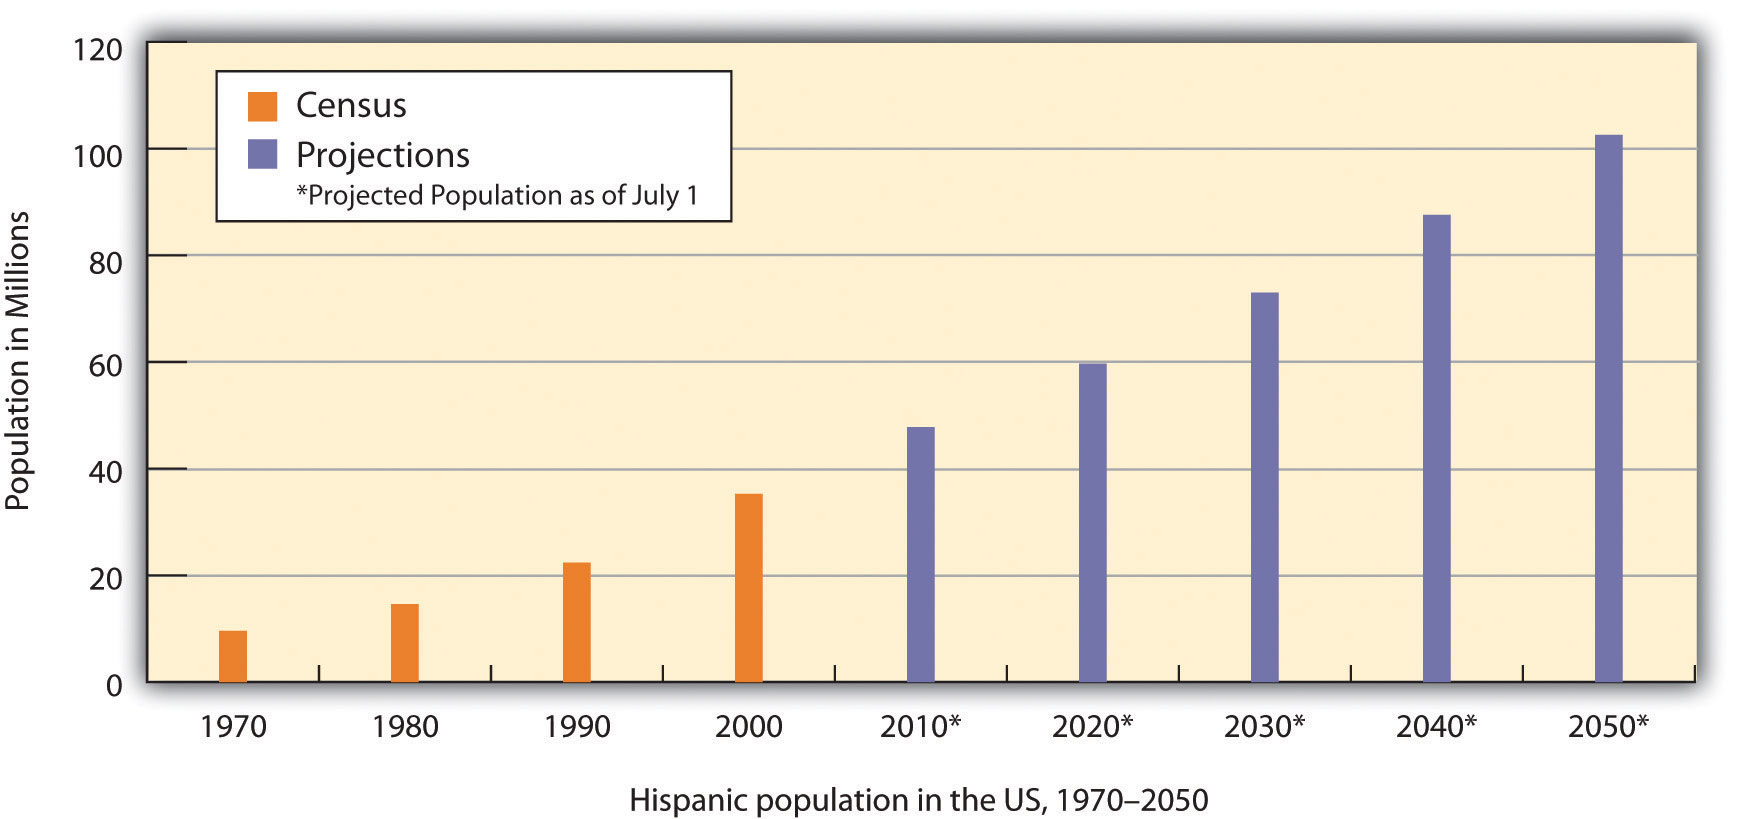 120
100
80
60
40
20
0
Population in Millions
Census
Projections
*Projected Population as of July 1
1970 1980 1990 2000 2010* 2020* 2030* 2040* 2050*
Hispanic population in the US, 1970–2050